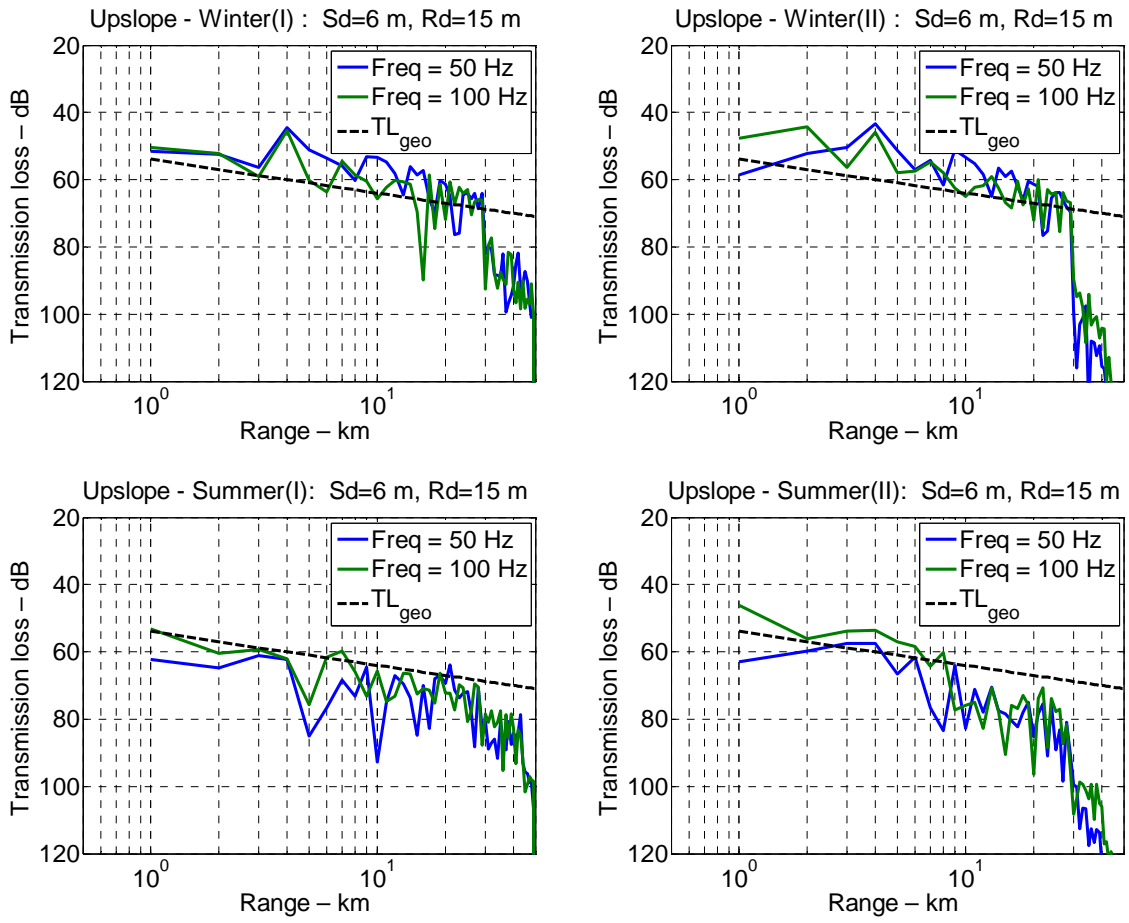 Upslope - Winter(I) :  Sd=6 m, Rd=15 m
20
40
60
80
100
120
Transmission loss – dB
Freq = 50 Hz
Freq = 100 Hz
TLgeo
10^0
10^1
Range – km
Upslope - Winter(II) :  Sd=6 m, Rd=15 m
20
40
60
80
100
120
Transmission loss – dB
Freq = 50 Hz
Freq = 100 Hz
TLgeo
10^0
10^1
Range – km
Upslope - Summer(I):  Sd=6 m, Rd=15 m
20
40
60
80
100
120
Transmission loss – dB
Freq = 50 Hz
Freq = 100 Hz
TLgeo
10^0
10^1
Range – km
Upslope - Summer(II):  Sd=6 m, Rd=15 m
20
40
60
80
100
120
Transmission loss – dB
Freq = 50 Hz
Freq = 100 Hz
TLgeo
10^0
10^1
Range – km